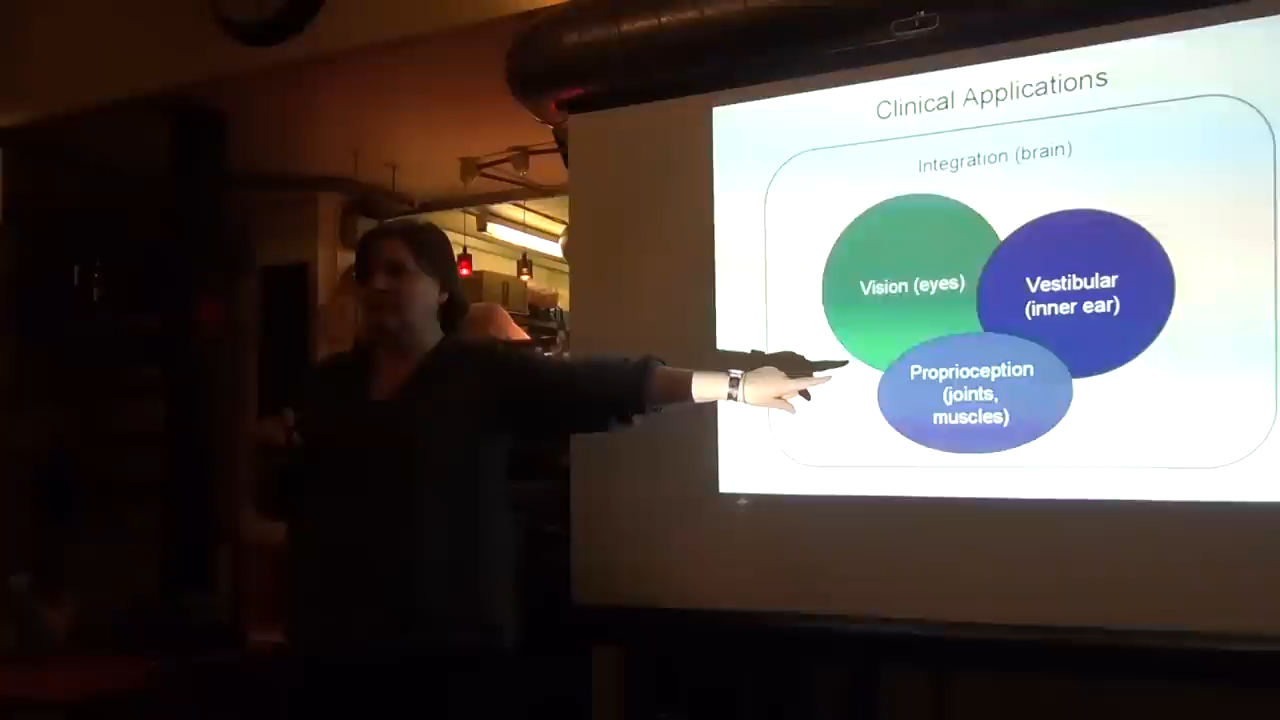 Clinical Applications
Integration (brain)
Vision (eyes)
Vestibular
(inner ear)
Proprioception
(joints,
muscles)